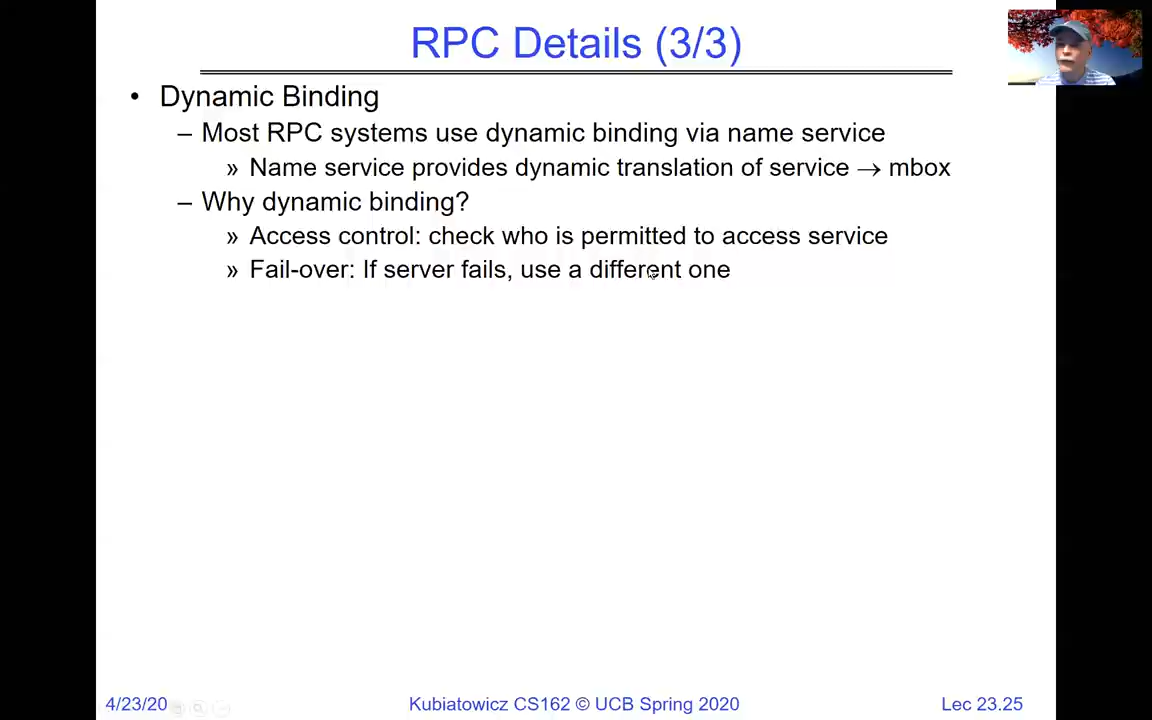 RPC Details (3/3)
• Dynamic Binding
– Most RPC systems use dynamic binding via name service
» Name service provides dynamic translation of service → mbox
– Why dynamic binding?
» Access control: check who is permitted to access service
» Fail-over: If server fails, use a different one
4/23/20
Kubiatowicz CS162 © UCB Spring 2020
Lec 23.25